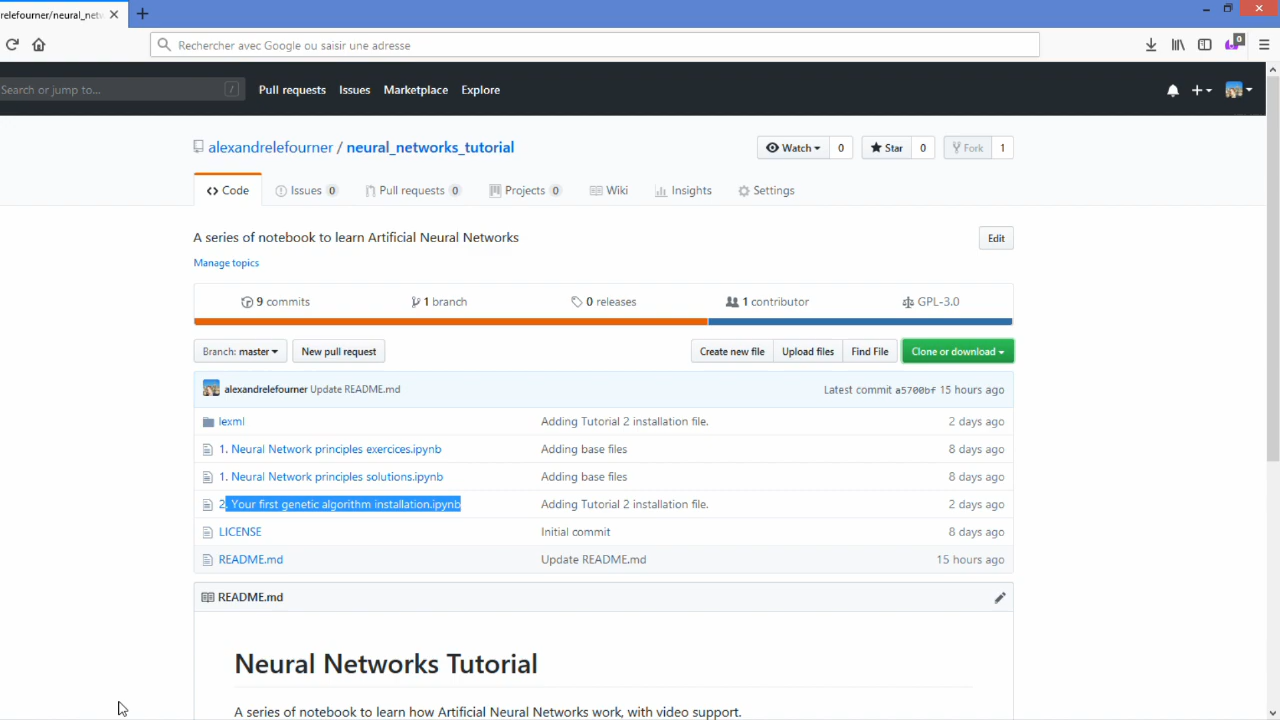 relefourner/neural_netw
Rechercher avec Google ou saisir une adresse
0
Search or jump to... /
Pull requests Issues Marketplace Explore
alexandrelefourner / neural_networks_tutorial
Watch 0 Star 0 Fork 1
Code Issues 0 Pull requests 0 Projects 0 Wiki Insights Settings
A series of notebook to learn Artificial Neural Networks
Edit
Manage topics
9 commits 1 branch 0 releases 1 contributor GPL-3.0
Branch: master New pull request Create new file Upload files Find File Clone or download
alexandrelefourner Update README.md Latest commit a5700bf 15 hours ago
lexml Adding Tutorial 2 installation file. 2 days ago
1. Neural Network principles exercices.ipynb Adding base files 8 days ago
1. Neural Network principles solutions.ipynb Adding base files 8 days ago
2. Your first genetic algorithm installation.ipynb Adding Tutorial 2 installation file. 2 days ago
LICENSE Initial commit 8 days ago
README.md Update README.md 15 hours ago
README.md
Neural Networks Tutorial
A series of notebook to learn how Artificial Neural Networks work, with video support.